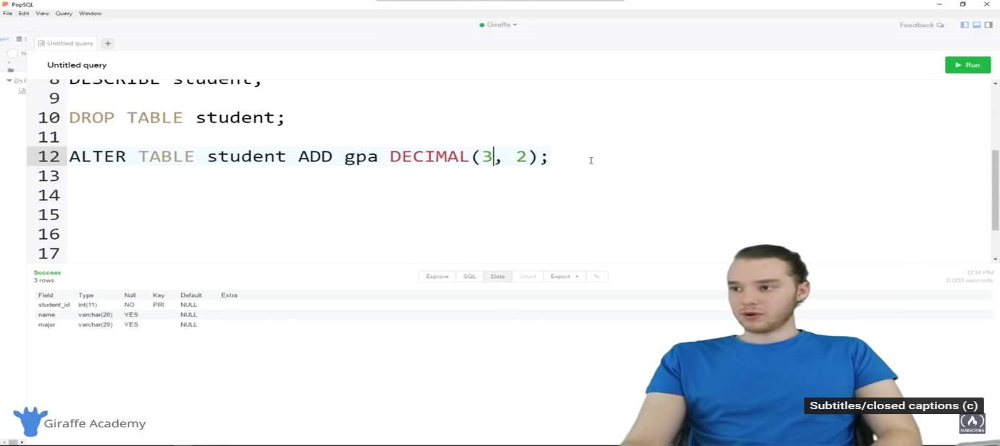 PopSQL
File Edit View Query Window
Giraffe
Feedback
Untitled query
Untitled query
Run
8 DESCRIBE student;
9
10 DROP TABLE student;
11
12 ALTER TABLE student ADD gpa DECIMAL(3, 2);
13
14
15
16
17
Success
3 rows
Explore SQL Data Chart Export
12:14 PM
0.033 seconds
Field Type Null Key Default Extra
student_id int(11) NO PRI NULL
name varchar(20) YES NULL
major varchar(20) YES NULL
Subtitles/closed captions (c)
Giraffe Academy
SUBSCRIBE